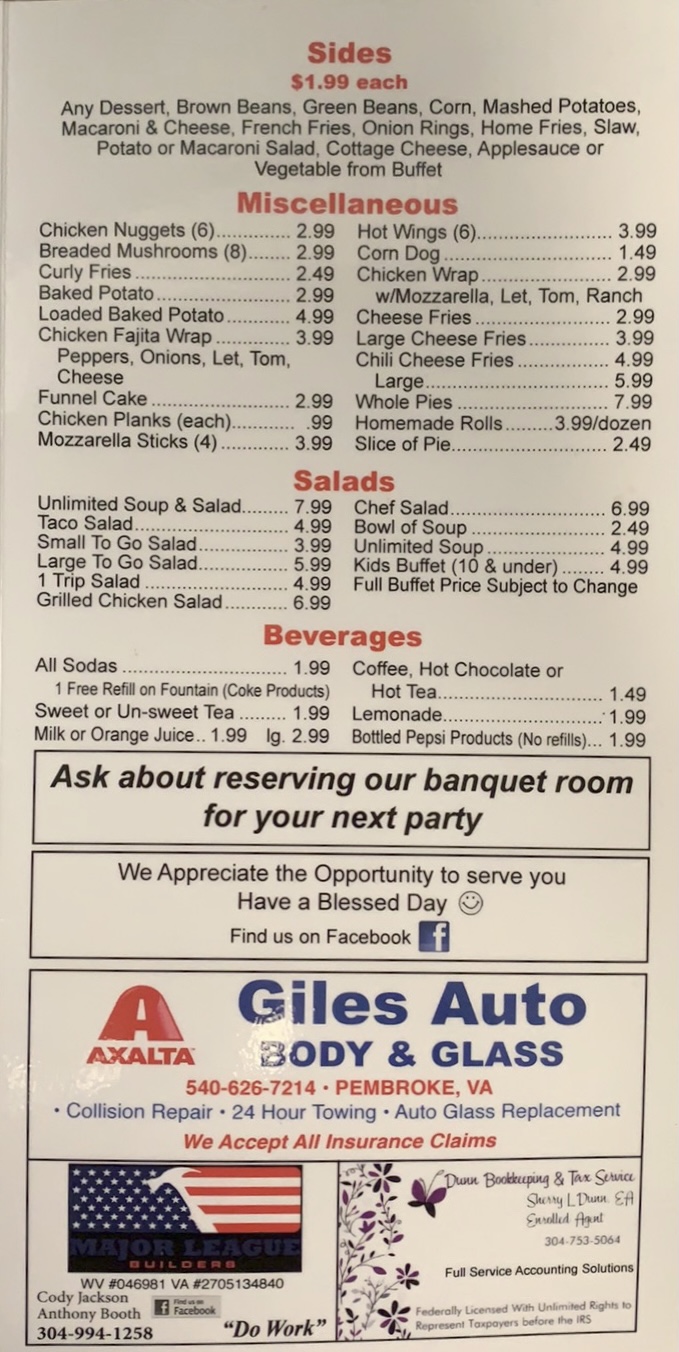 Sides
$1.99 each
Any Dessert, Brown Beans, Green Beans, Corn, Mashed Potatoes,
Macaroni & Cheese, French Fries, Onion Rings, Home Fries, Slaw,
Potato or Macaroni Salad, Cottage Cheese, Applesauce or
Vegetable from Buffet
Miscellaneous
Chicken Nuggets (6)............. 2.99
Breaded Mushrooms (8)....... 2.99
Curly Fries........................... 2.49
Baked Potato....................... 2.99
Loaded Baked Potato........... 4.99
Chicken Fajita Wrap............. 3.99
Peppers, Onions, Let, Tom,
Cheese
Funnel Cake........................ 2.99
Chicken Planks (each)........... .99
Mozzarella Sticks (4)............ 3.99
Hot Wings (6)....................... 3.99
Corn Dog............................. 1.49
Chicken Wrap...................... 2.99
w/Mozzarella, Let, Tom, Ranch
Cheese Fries....................... 2.99
Large Cheese Fries.............. 3.99
Chili Cheese Fries................ 4.99
Large................................ 5.99
Whole Pies.......................... 7.99
Homemade Rolls........3.99/dozen
Slice of Pie........................... 2.49
Salads
Unlimited Soup & Salad........ 7.99
Taco Salad........................... 4.99
Small To Go Salad............... 3.99
Large To Go Salad............... 5.99
1 Trip Salad......................... 4.99
Grilled Chicken Salad........... 6.99
Chef Salad........................... 6.99
Bowl of Soup....................... 2.49
Unlimited Soup.................... 4.99
Kids Buffet (10 & under)....... 4.99
Full Buffet Price Subject to Change
Beverages
All Sodas............................. 1.99
1 Free Refill on Fountain (Coke Products)
Sweet or Un-sweet Tea......... 1.99
Milk or Orange Juice.. 1.99 lg. 2.99
Coffee, Hot Chocolate or
Hot Tea............................. 1.49
Lemonade............................ 1.99
Bottled Pepsi Products (No refills)... 1.99
Ask about reserving our banquet room
for your next party
We Appreciate the Opportunity to serve you
Have a Blessed Day ☺
Find us on Facebook f
A
AXALTA
Giles Auto
BODY & GLASS
540-626-7214 • PEMBROKE, VA
• Collision Repair • 24 Hour Towing • Auto Glass Replacement
We Accept All Insurance Claims
MAJOR LEAGUE
BUILDERS
WV #046981 VA #2705134840
Cody Jackson
Anthony Booth
f Find us on
Facebook
304-994-1258
"Do Work"
Dunn Bookkeeping & Tax Service
Sherry L Dunn, EA
Enrolled Agent
304-753-5064
Full Service Accounting Solutions
Federally Licensed With Unlimited Rights to
Represent Taxpayers before the IRS